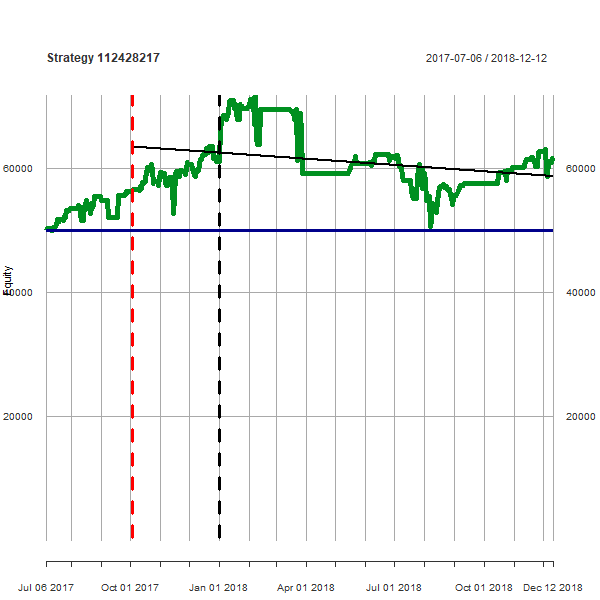 Strategy 112428217
2017-07-06 / 2018-12-12
60000
60000
Equity
40000
40000
20000
20000
Jul 06 2017
Oct 01 2017
Jan 01 2018
Apr 01 2018
Jul 01 2018
Oct 01 2018
Dec 12 2018